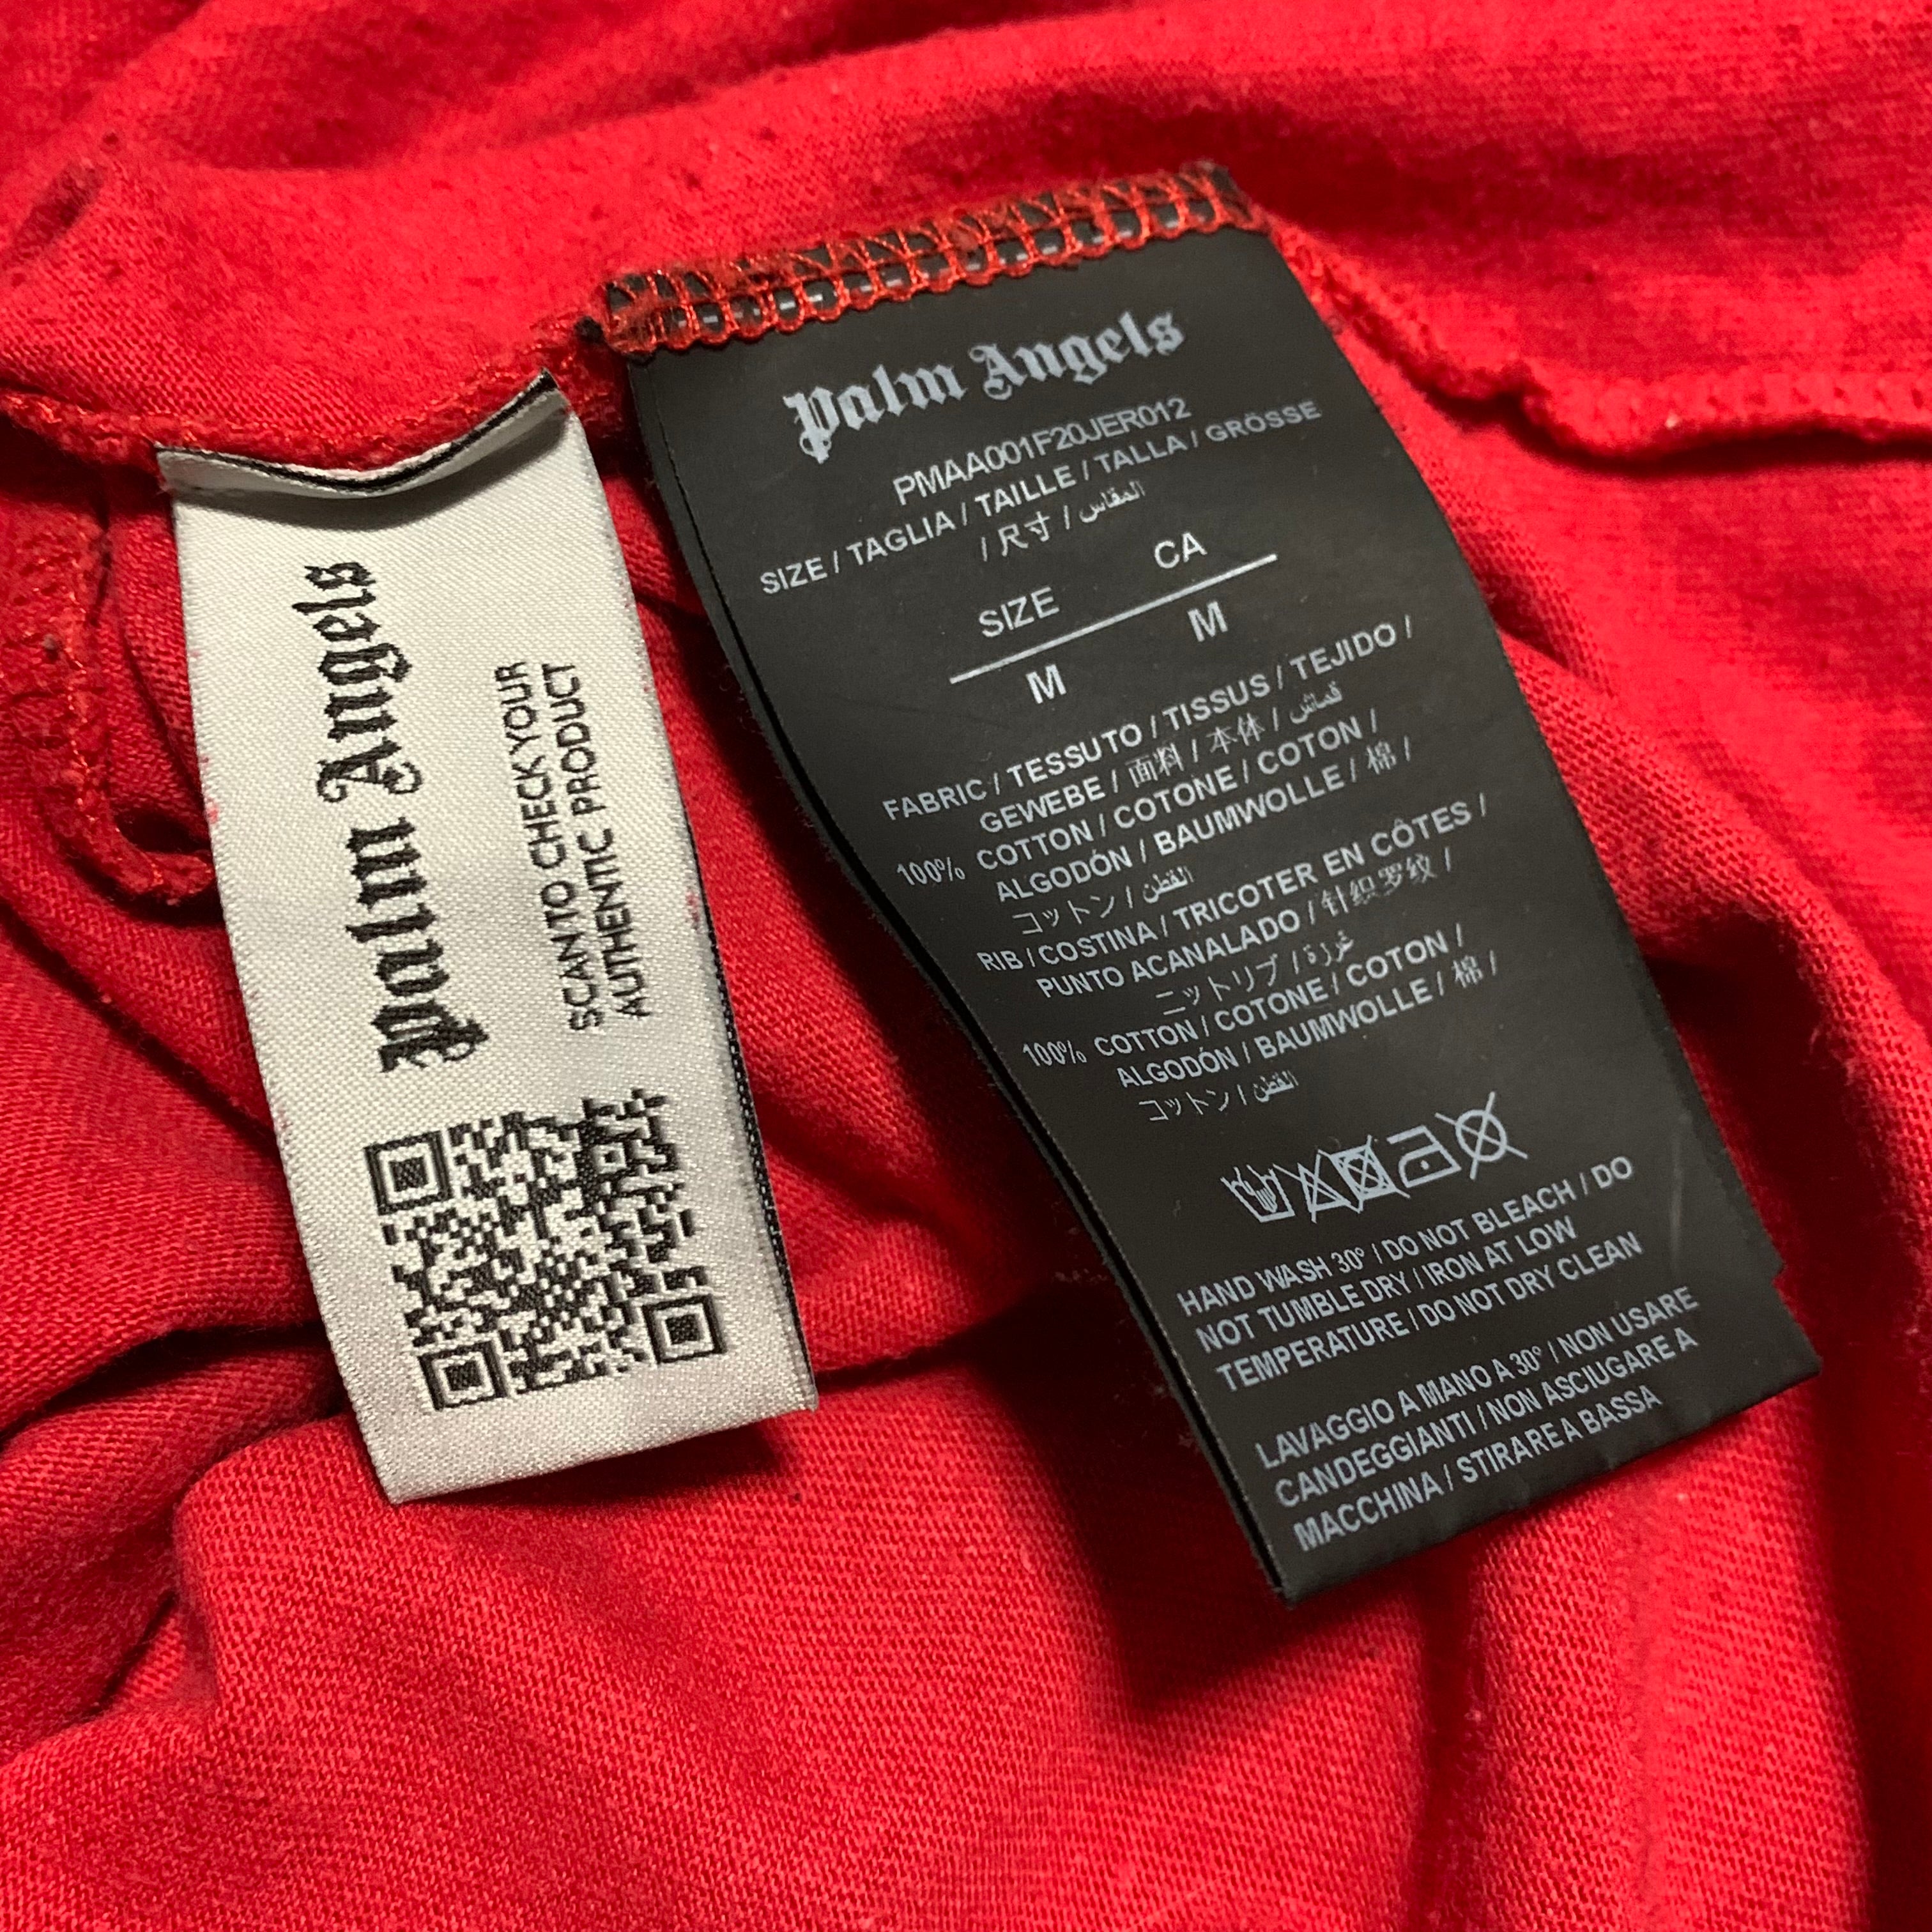 Palm Angels
SCAN TO CHECK YOUR
AUTHENTIC PRODUCT
Palm Angels
PMAA001F20JER012
SIZE / TAGLIA / TAILLE / TALLA / GRÖSSE
/ 尺寸 / المقاس
SIZE CA
M M
FABRIC / TESSUTO / TISSUS / TEJIDO /
GEWEBE / 面料 / 本体 / قماش
100% COTTON / COTONE / COTON /
ALGODÓN / BAUMWOLLE / 棉 /
コットン / القطن
RIB / COSTINA / TRICOTER EN CÔTES /
PUNTO ACANALADO / 针织罗纹 /
ニットリブ / غرزة
100% COTTON / COTONE / COTON /
ALGODÓN / BAUMWOLLE / 棉 /
コットン / القطن
HAND WASH 30° / DO NOT BLEACH / DO
NOT TUMBLE DRY / IRON AT LOW
TEMPERATURE / DO NOT DRY CLEAN
LAVAGGIO A MANO A 30° / NON USARE
CANDEGGIANTI / NON ASCIUGARE A
MACCHINA / STIRARE A BASSA